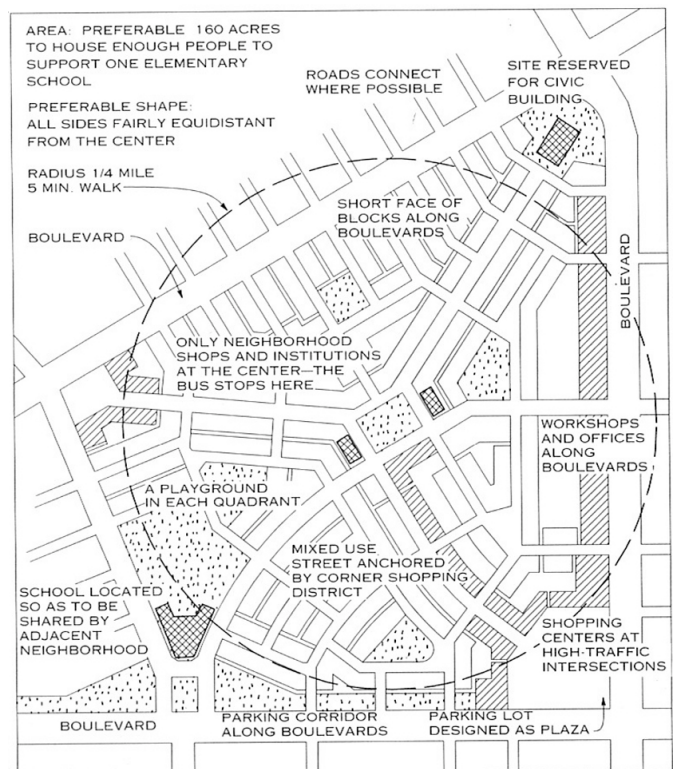 AREA: PREFERABLE 160 ACRES
TO HOUSE ENOUGH PEOPLE TO
SUPPORT ONE ELEMENTARY
SCHOOL
PREFERABLE SHAPE:
ALL SIDES FAIRLY EQUIDISTANT
FROM THE CENTER
RADIUS 1/4 MILE
5 MIN. WALK
BOULEVARD
ROADS CONNECT
WHERE POSSIBLE
SITE RESERVED
FOR CIVIC
BUILDING
SHORT FACE OF
BLOCKS ALONG
BOULEVARDS
BOULEVARD
ONLY NEIGHBORHOOD
SHOPS AND INSTITUTIONS
AT THE CENTER—THE
BUS STOPS HERE
WORKSHOPS
AND OFFICES
ALONG
BOULEVARDS
A PLAYGROUND
IN EACH QUADRANT
MIXED USE
STREET ANCHORED
BY CORNER SHOPPING
DISTRICT
SCHOOL LOCATED
SO AS TO BE
SHARED BY
ADJACENT
NEIGHBORHOOD
SHOPPING
CENTERS AT
HIGH-TRAFFIC
INTERSECTIONS
BOULEVARD
PARKING CORRIDOR
ALONG BOULEVARDS
PARKING LOT
DESIGNED AS PLAZA